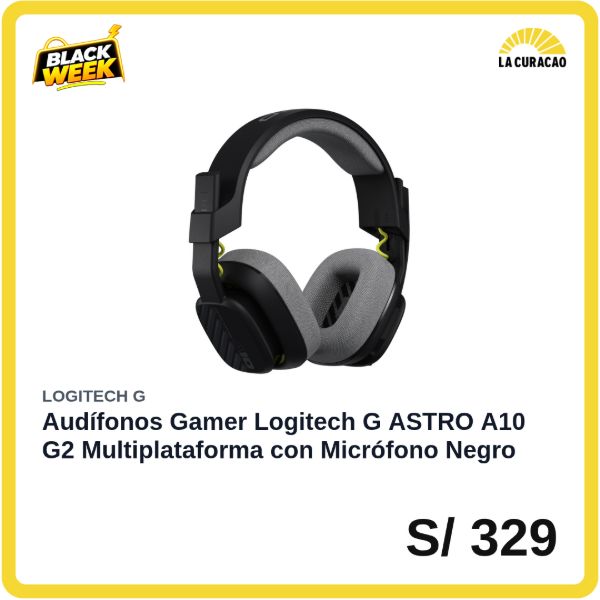 BLACK
WEEK
LA CURACAO
LOGITECH G
Audífonos Gamer Logitech G ASTRO A10
G2 Multiplataforma con Micrófono Negro
S/ 329